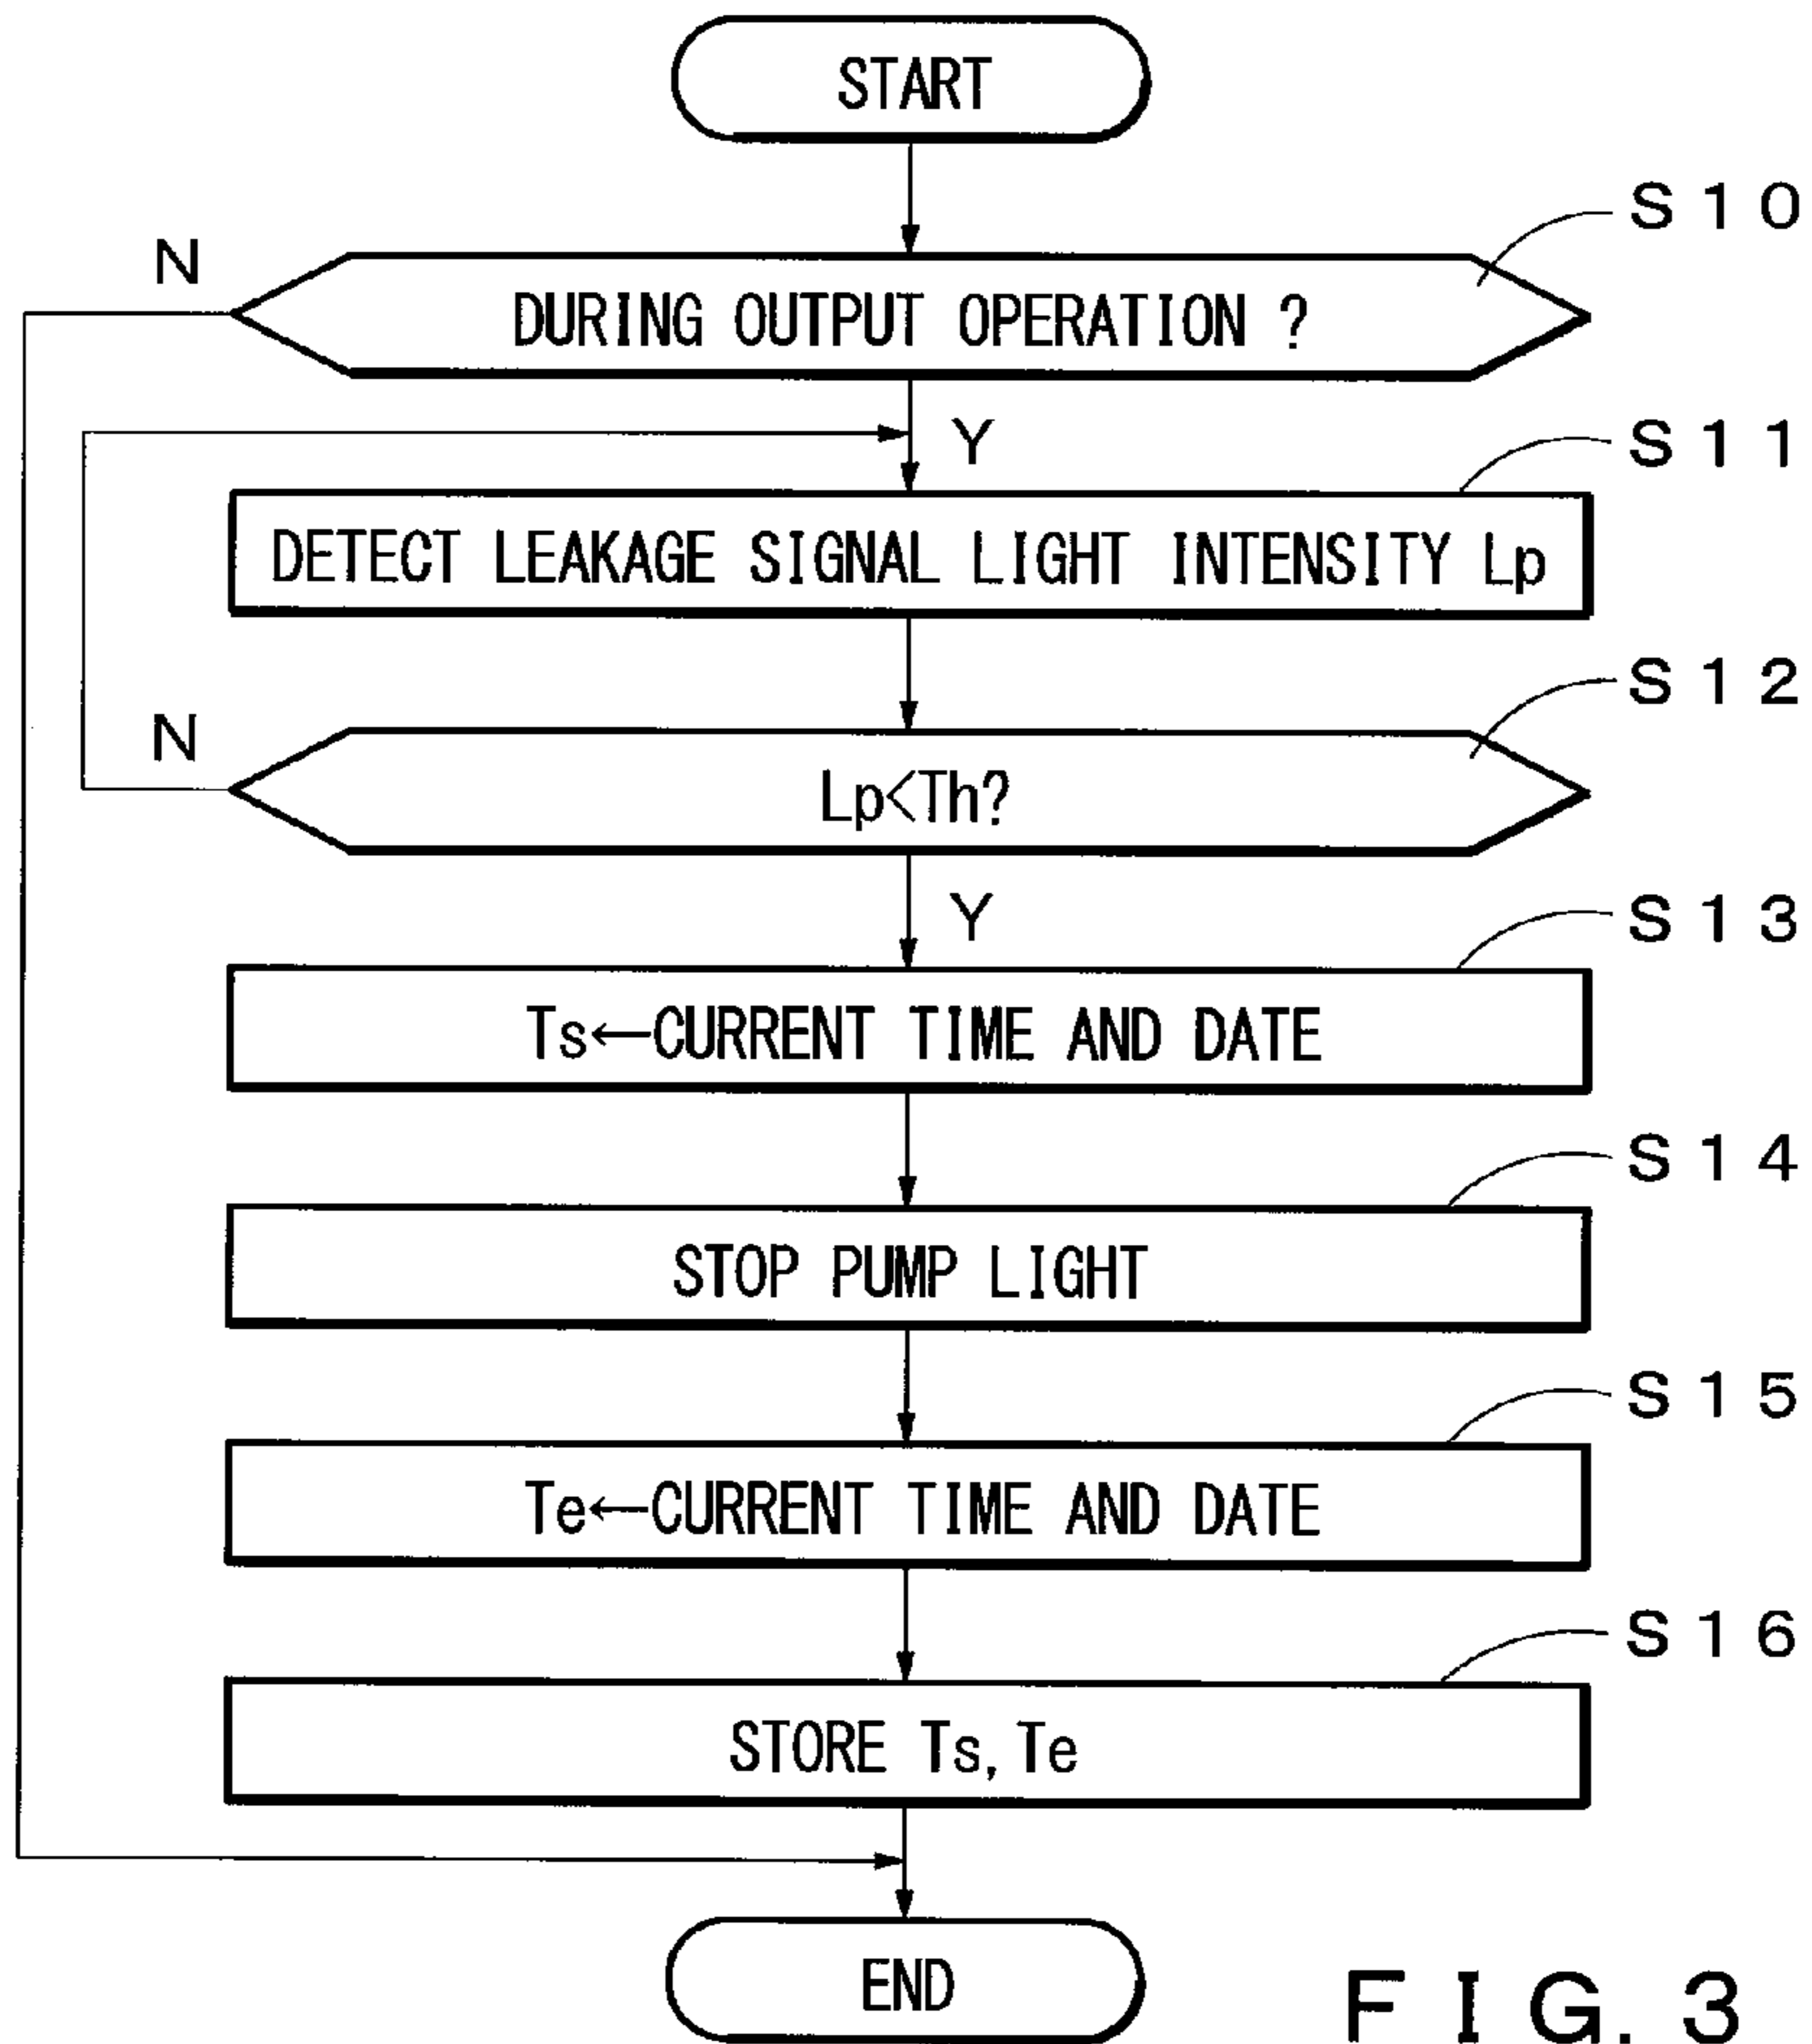 START
S10
N
DURING OUTPUT OPERATION ?
Y
S11
DETECT LEAKAGE SIGNAL LIGHT INTENSITY Lp
S12
N
Lp<Th?
Y
S13
Ts←CURRENT TIME AND DATE
S14
STOP PUMP LIGHT
S15
Te←CURRENT TIME AND DATE
S16
STORE Ts, Te
END
FIG. 3